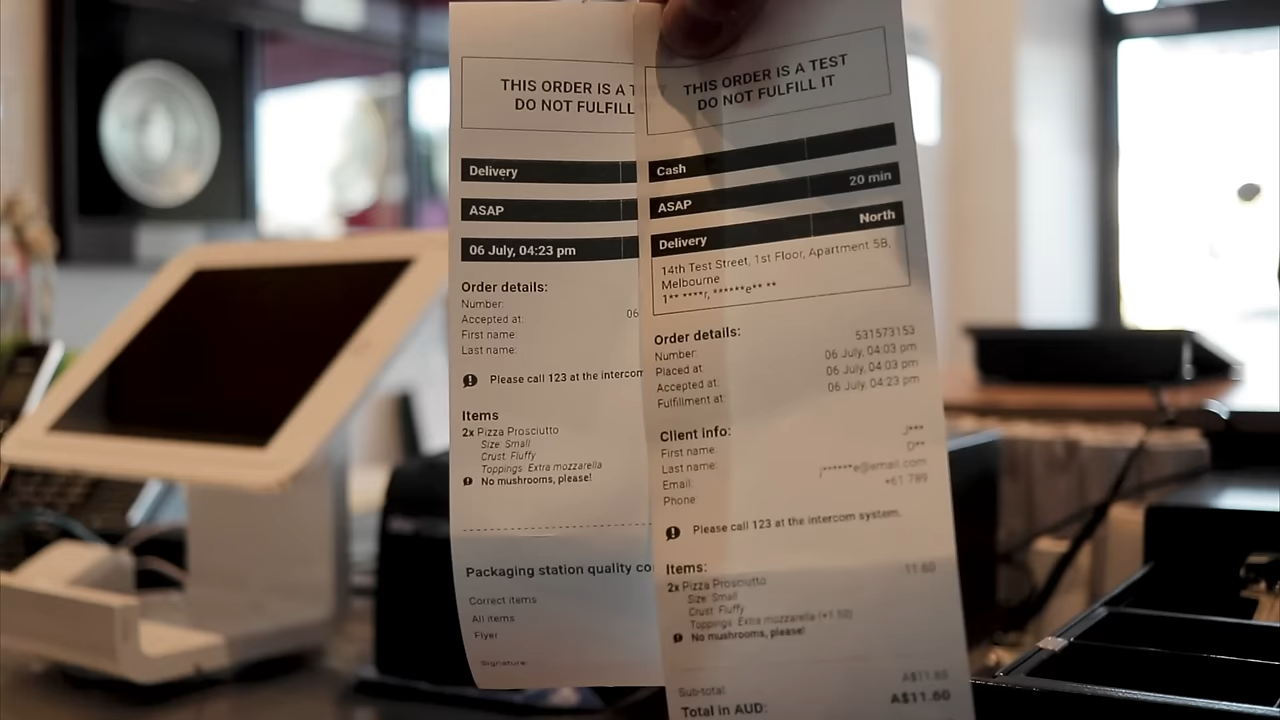 THIS ORDER IS A T
DO NOT FULFILL
Delivery
ASAP
06 July, 04:23 pm
Order details:
Number:
Accepted at: 06
First name:
Last name:
Please call 123 at the intercom
Items
2x Pizza Prosciutto
Size: Small
Crust: Fluffy
Toppings: Extra mozzarella
No mushrooms, please!
Packaging station quality co
Correct items
All items
Flyer
Signature:
THIS ORDER IS A TEST
DO NOT FULFILL IT
Cash
ASAP 20 min
Delivery North
14th Test Street, 1st Floor, Apartment 5B,
Melbourne
1** ****r, ******e** **
Order details:
Number: 531573153
Placed at: 06 July, 04:03 pm
Accepted at: 06 July, 04:03 pm
Fulfillment at: 06 July, 04:23 pm
Client info:
First name: J***
Last name: D**
Email: j******e@email.com
Phone: +61 789
Please call 123 at the intercom system.
Items:
2x Pizza Prosciutto 11.60
Size: Small
Crust: Fluffy
Toppings: Extra mozzarella (+1.50)
No mushrooms, please!
Sub-total:
Total in AUD: A$11.60